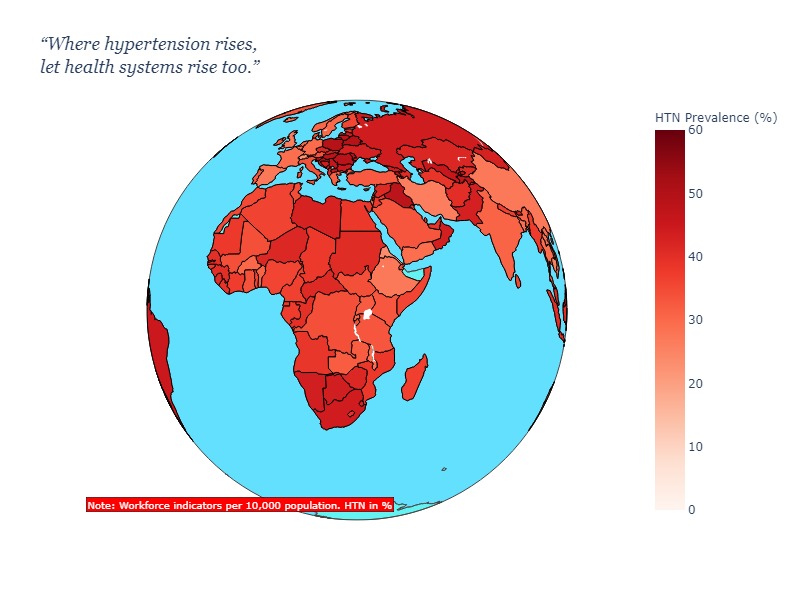 “Where hypertension rises,
let health systems rise too.”
HTN Prevalence (%)
60
50
40
30
20
10
0
Note: Workforce indicators per 10,000 population. HTN in %